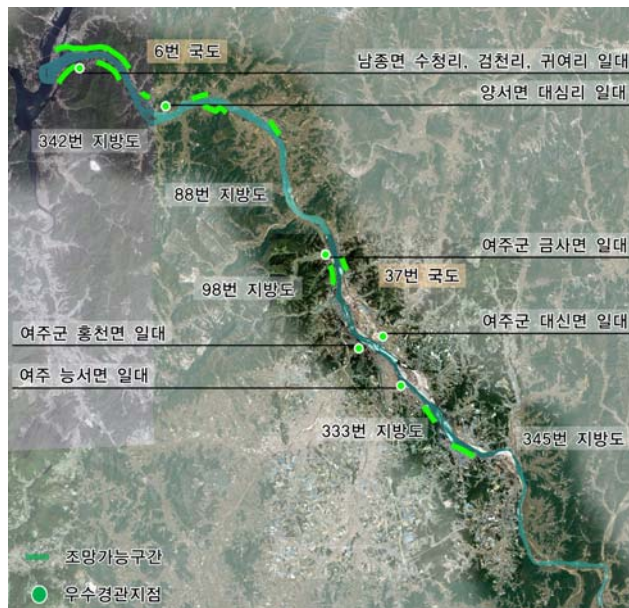 6번 국도
남종면 수청리, 검천리, 귀여리 일대
양서면 대심리 일대
342번 지방도
88번 지방도
여주군 금사면 일대
98번 지방도
37번 국도
여주군 홍천면 일대
여주군 대신면 일대
여주 능서면 일대
333번 지방도
345번 지방도
조망가능구간
우수경관지점